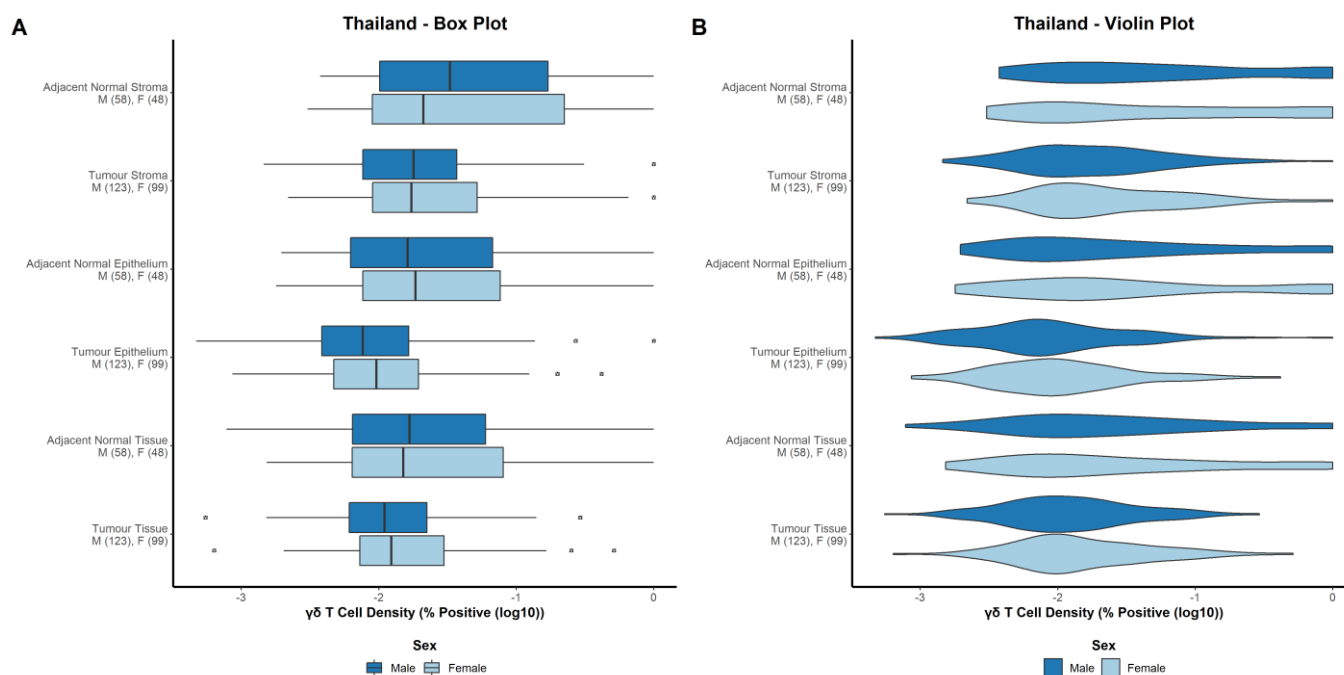 A
Thailand - Box Plot
Adjacent Normal Stroma
M (58), F (48)
Tumour Stroma
M (123), F (99)
Adjacent Normal Epithelium
M (58), F (48)
Tumour Epithelium
M (123), F (99)
Adjacent Normal Tissue
M (58), F (48)
Tumour Tissue
M (123), F (99)
-3 -2 -1 0
γδ T Cell Density (% Positive (log10))
Sex
Male Female
B
Thailand - Violin Plot
Adjacent Normal Stroma
M (58), F (48)
Tumour Stroma
M (123), F (99)
Adjacent Normal Epithelium
M (58), F (48)
Tumour Epithelium
M (123), F (99)
Adjacent Normal Tissue
M (58), F (48)
Tumour Tissue
M (123), F (99)
-3 -2 -1 0
γδ T Cell Density (% Positive (log10))
Sex
Male Female